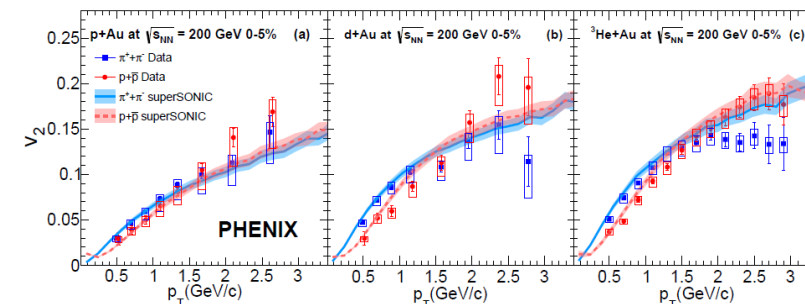 p+Au at √sNN = 200 GeV 0-5% (a)
d+Au at √sNN = 200 GeV 0-5% (b)
³He+Au at √sNN = 200 GeV 0-5% (c)
π⁺+π⁻ Data
p+p̅ Data
π⁺+π⁻ superSONIC
p+p̅ superSONIC
v₂
0.25
0.2
0.15
0.1
0.05
0
PHENIX
0.5 1 1.5 2 2.5 3
0.5 1 1.5 2 2.5 3
0.5 1 1.5 2 2.5 3
pT(GeV/c)
pT(GeV/c)
pT(GeV/c)